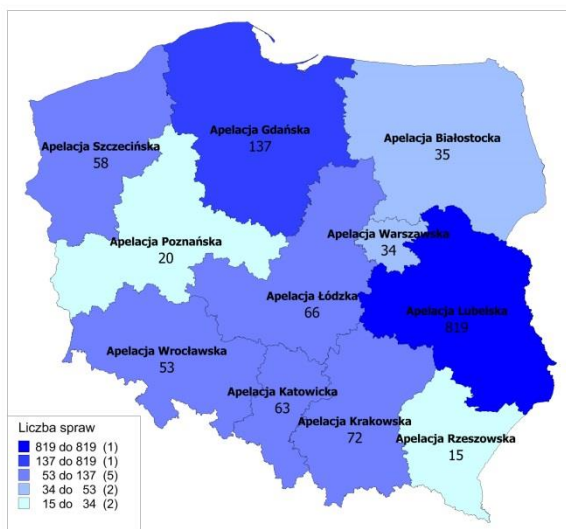 Apelacja Gdańska
137
Apelacja Szczecińska
58
Apelacja Białostocka
35
Apelacja Warszawska
34
Apelacja Poznańska
20
Apelacja Łódzka
66
Apelacja Lubelska
819
Apelacja Wrocławska
53
Apelacja Katowicka
63
Apelacja Krakowska
72
Apelacja Rzeszowska
15
Liczba spraw
819 do 819 (1)
137 do 819 (1)
53 do 137 (5)
34 do 53 (2)
15 do 34 (2)